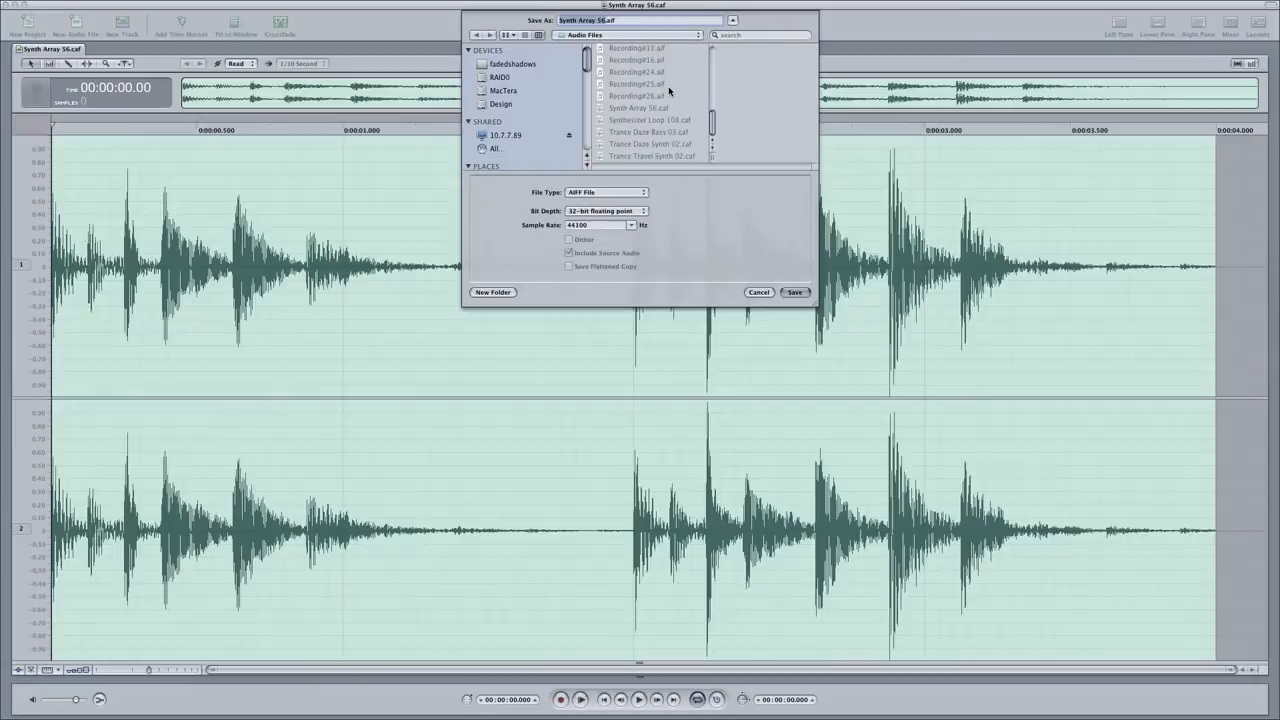 Synth Array 56.caf
Save As: Synth Array 56.aif
New Project New Audio File New Track Add Time Marker Fit to Window Crossfade
Left Pane Lower Pane Right Pane Mixer Layouts
Audio Files
search
Synth Array 56.caf
Read
1/10 Second
DEVICES
fadedshadows
RAID0
MacTera
Design
SHARED
10.7.7.89
All...
PLACES
Recording#13.aif
Recording#16.aif
Recording#24.aif
Recording#25.aif
Recording#26.aif
Synth Array 56.caf
Synthesizer Loop 108.caf
Trance Daze Bass 03.caf
Trance Daze Synth 02.caf
Trance Travel Synth 02.caf
TIME 00:00:00.00
SAMPLES 0
0:00:00.500 0:00:01.000 0:00:03.000 0:00:03.500 0:00:04.000
File Type: AIFF File
Bit Depth: 32-bit floating point
Sample Rate: 44100 Hz
Dither
Include Source Audio
Save Flattened Copy
New Folder Cancel Save
0.90
0.80
0.70
0.60
0.50
0.40
0.30
0.20
0.10
1 0
-0.10
-0.20
-0.30
-0.40
-0.50
-0.60
-0.70
-0.80
-0.90
0.90
0.80
0.70
0.60
0.50
0.40
0.30
0.20
0.10
2 0
-0.10
-0.20
-0.30
-0.40
-0.50
-0.60
-0.70
-0.80
-0.90
00:00:00.000
00:00:00.000